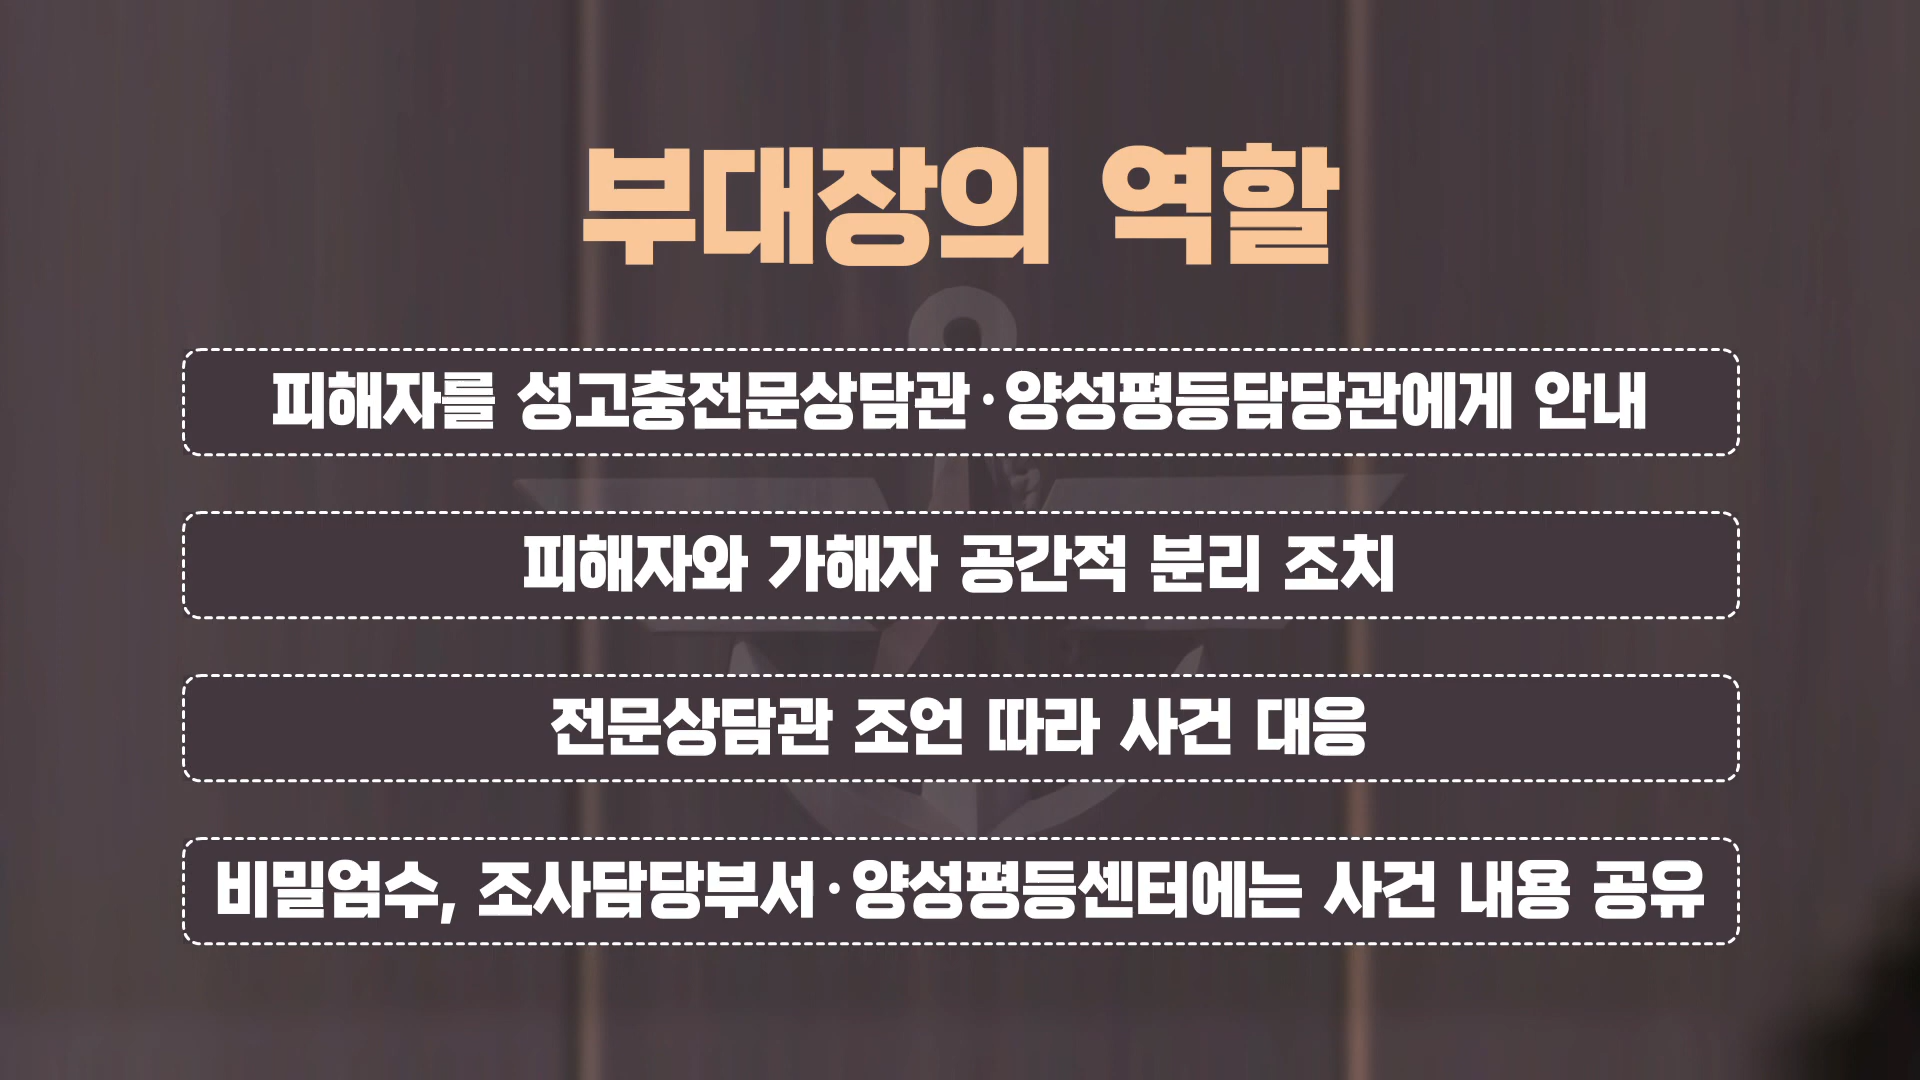 부대장의 역할
피해자를 성고충전문상담관·양성평등담당관에게 안내
피해자와 가해자 공간적 분리 조치
전문상담관 조언 따라 사건 대응
비밀엄수, 조사담당부서·양성평등센터에는 사건 내용 공유